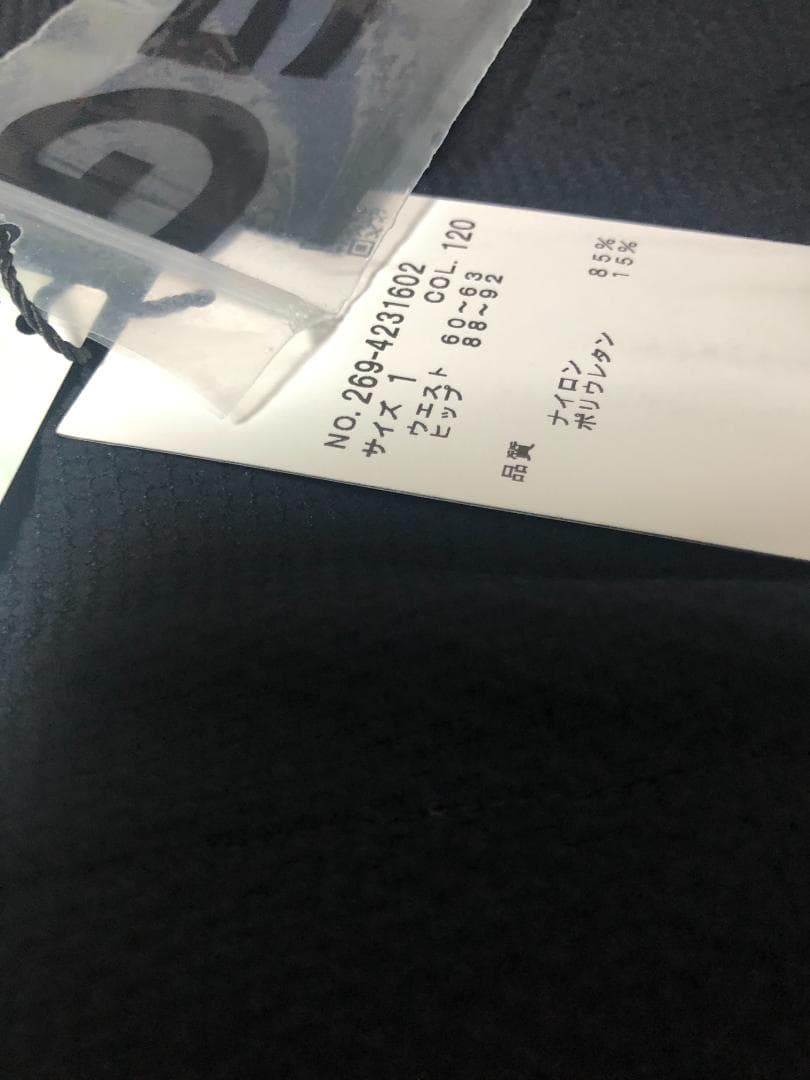 NO.269-4231602
サイズ 1 COL. 120
ウエスト 60～63
ヒップ 88～92
品質
ナイロン 85%
ポリウレタン 15%
G